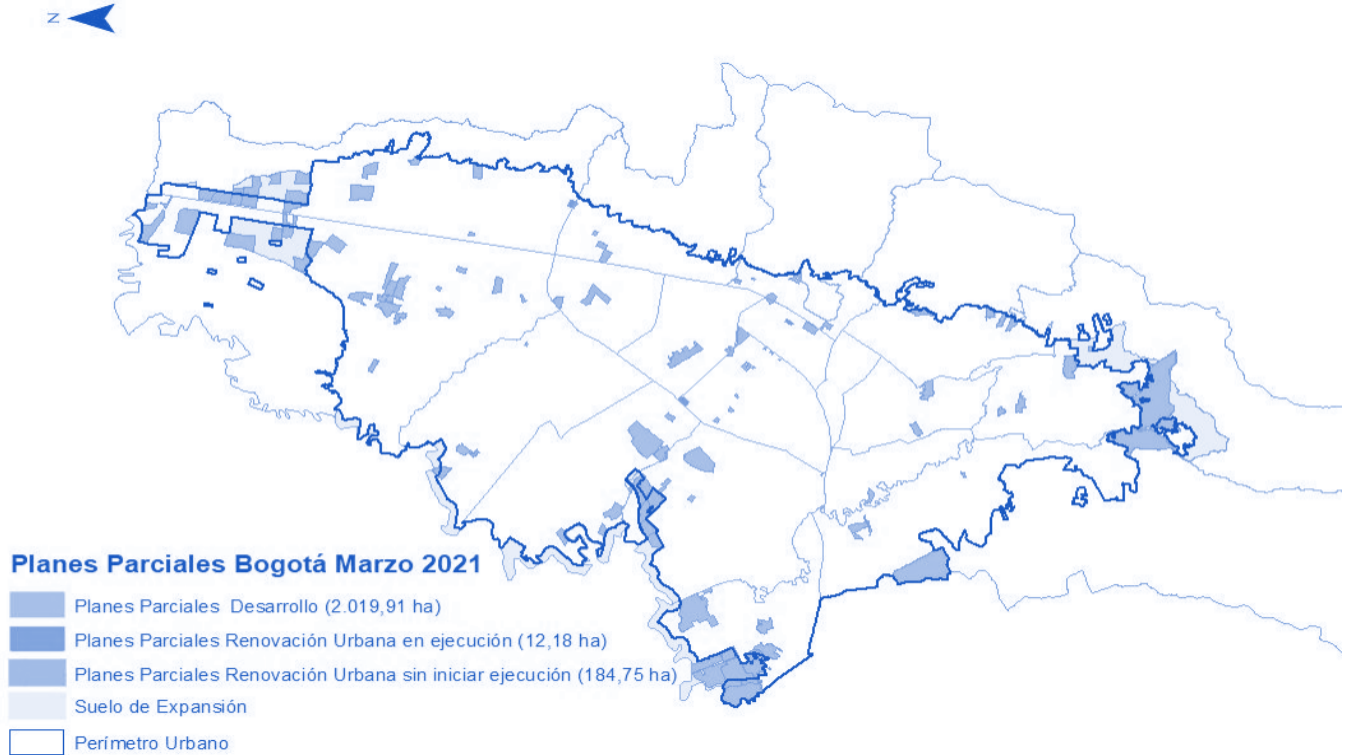 N
Planes Parciales Bogotá Marzo 2021
Planes Parciales Desarrollo (2.019,91 ha)
Planes Parciales Renovación Urbana en ejecución (12,18 ha)
Planes Parciales Renovación Urbana sin iniciar ejecución (184,75 ha)
Suelo de Expansión
Perímetro Urbano